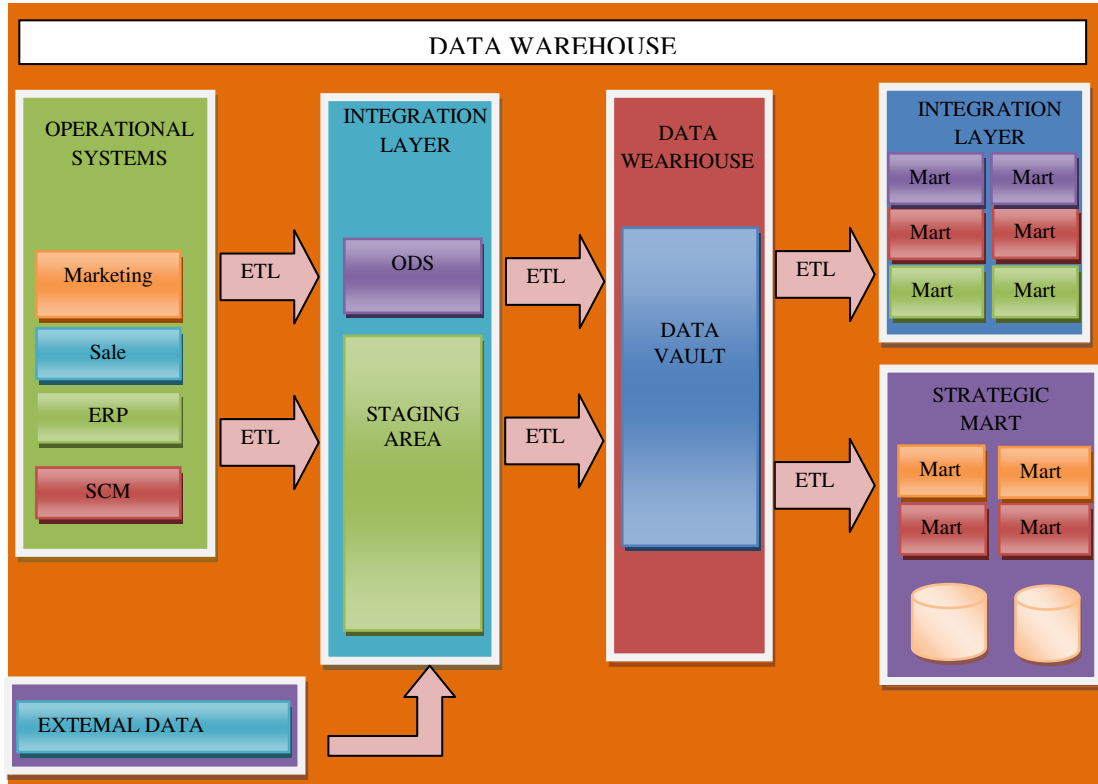 DATA WAREHOUSE
OPERATIONAL
SYSTEMS
Marketing
Sale
ERP
SCM
ETL
ETL
INTEGRATION
LAYER
ODS
STAGING
AREA
ETL
ETL
DATA
WEARHOUSE
DATA
VAULT
ETL
ETL
INTEGRATION
LAYER
Mart Mart
Mart Mart
Mart Mart
STRATEGIC
MART
Mart Mart
Mart Mart
EXTEMAL DATA